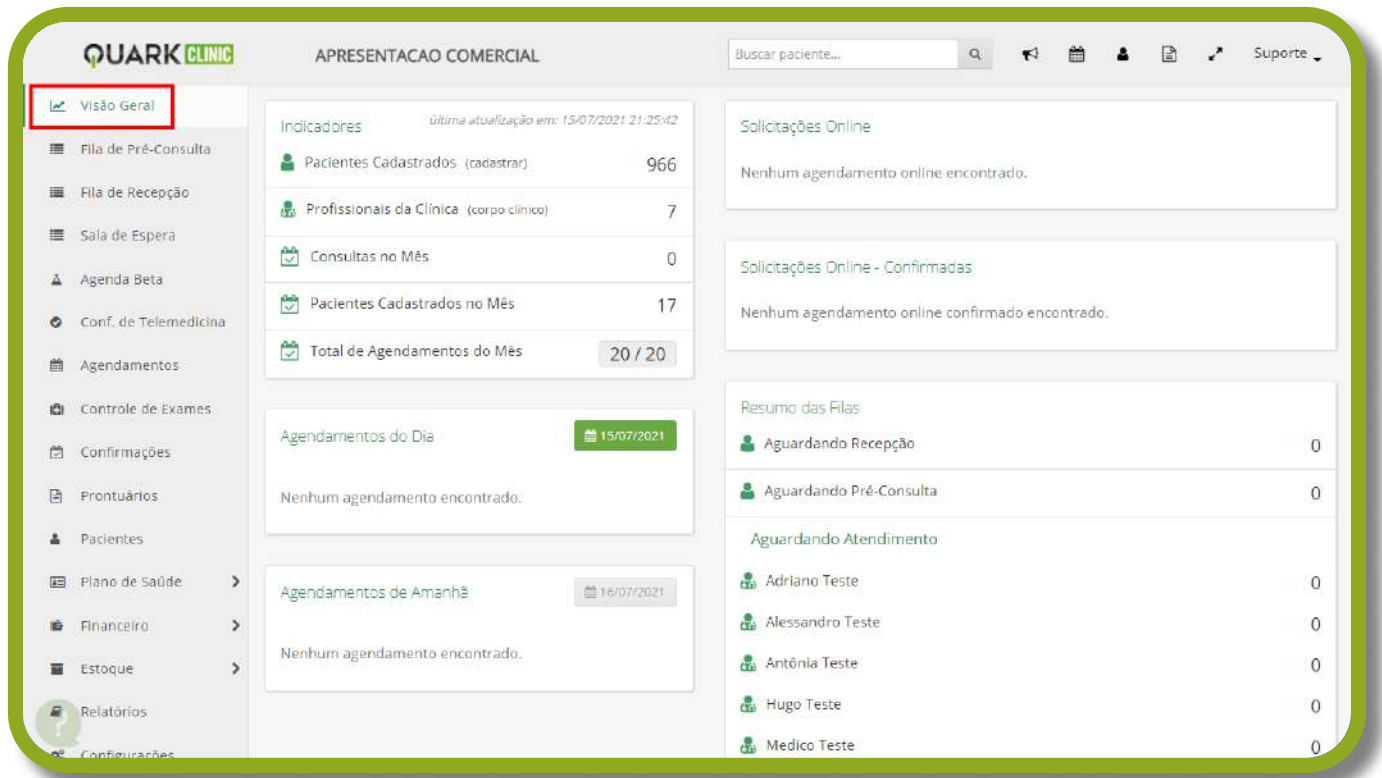 QUARK CLINIC
APRESENTACAO COMERCIAL
Buscar paciente...
Suporte
Visão Geral
Fila de Pré-Consulta
Fila de Recepção
Sala de Espera
Agenda Beta
Conf. de Telemedicina
Agendamentos
Controle de Exames
Confirmações
Prontuários
Pacientes
Plano de Saúde
Financeiro
Estoque
Relatórios
Configurações
Indicadores
última atualização em: 15/07/2021 21:25:42
Pacientes Cadastrados (cadastrar) 966
Profissionais da Clínica (corpo clínico) 7
Consultas no Mês 0
Pacientes Cadastrados no Mês 17
Total de Agendamentos do Mês 20 / 20
Agendamentos do Dia 15/07/2021
Nenhum agendamento encontrado.
Agendamentos de Amanhã 16/07/2021
Nenhum agendamento encontrado.
Solicitações Online
Nenhum agendamento online encontrado.
Solicitações Online - Confirmadas
Nenhum agendamento online confirmado encontrado.
Resumo das Filas
Aguardando Recepção 0
Aguardando Pré-Consulta 0
Aguardando Atendimento
Adriano Teste 0
Alessandro Teste 0
Antônia Teste 0
Hugo Teste 0
Medico Teste 0